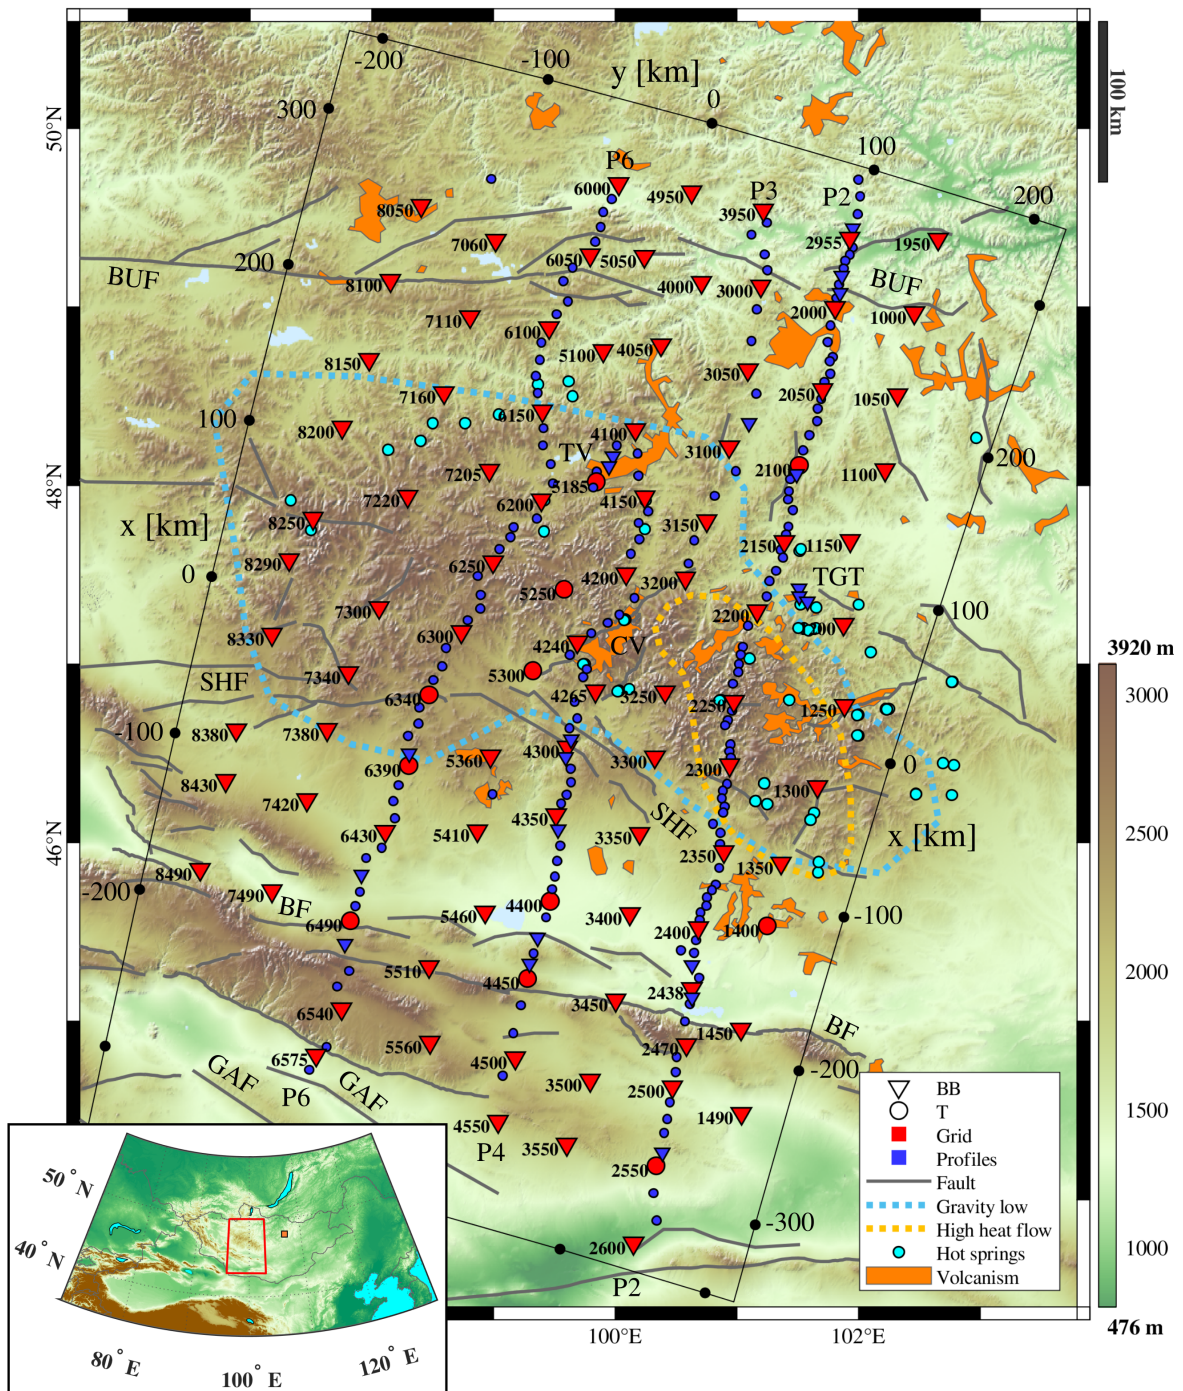 y [km]
-200
-100
0
100
200
300
200
100
0
-100
-200
x [km]
50°N
48°N
46°N
100 km
P6
P3
P2
6000
4950
3950
8050
2955
1950
7060
6050
5050
BUF
8100
4000
3000
BUF
2000
1000
7110
6100
5100
4050
8150
3050
7160
2050
1050
6150
8200
4100
3100
TV
7205
5185
2100
1100
7220
6200
4150
8250
3150
2150
1150
8290
6250
5250
4200
3200
TGT
7300
2200
1200
8330
6300
4240
CV
200
100
0
-100
-200
-300
x [km]
SHF
7340
5300
6340
4265
3250
2250
1250
8380
7380
4300
5360
3300
2300
6390
8430
7420
1300
SHF
4350
6430
5410
3350
2350
1350
8490
7490
BF
4400
5460
3400
6490
2400
1400
5510
4450
2438
3450
BF
6540
1450
5560
2470
6575
GAF
GAF
P6
4500
3500
2500
1490
4550
P4
3550
2550
2600
P2
BB
T
Grid
Profiles
Fault
Gravity low
High heat flow
Hot springs
Volcanism
3920 m
3000
2500
2000
1500
1000
476 m
100°E
102°E
50° N
40° N
80° E
100° E
120° E